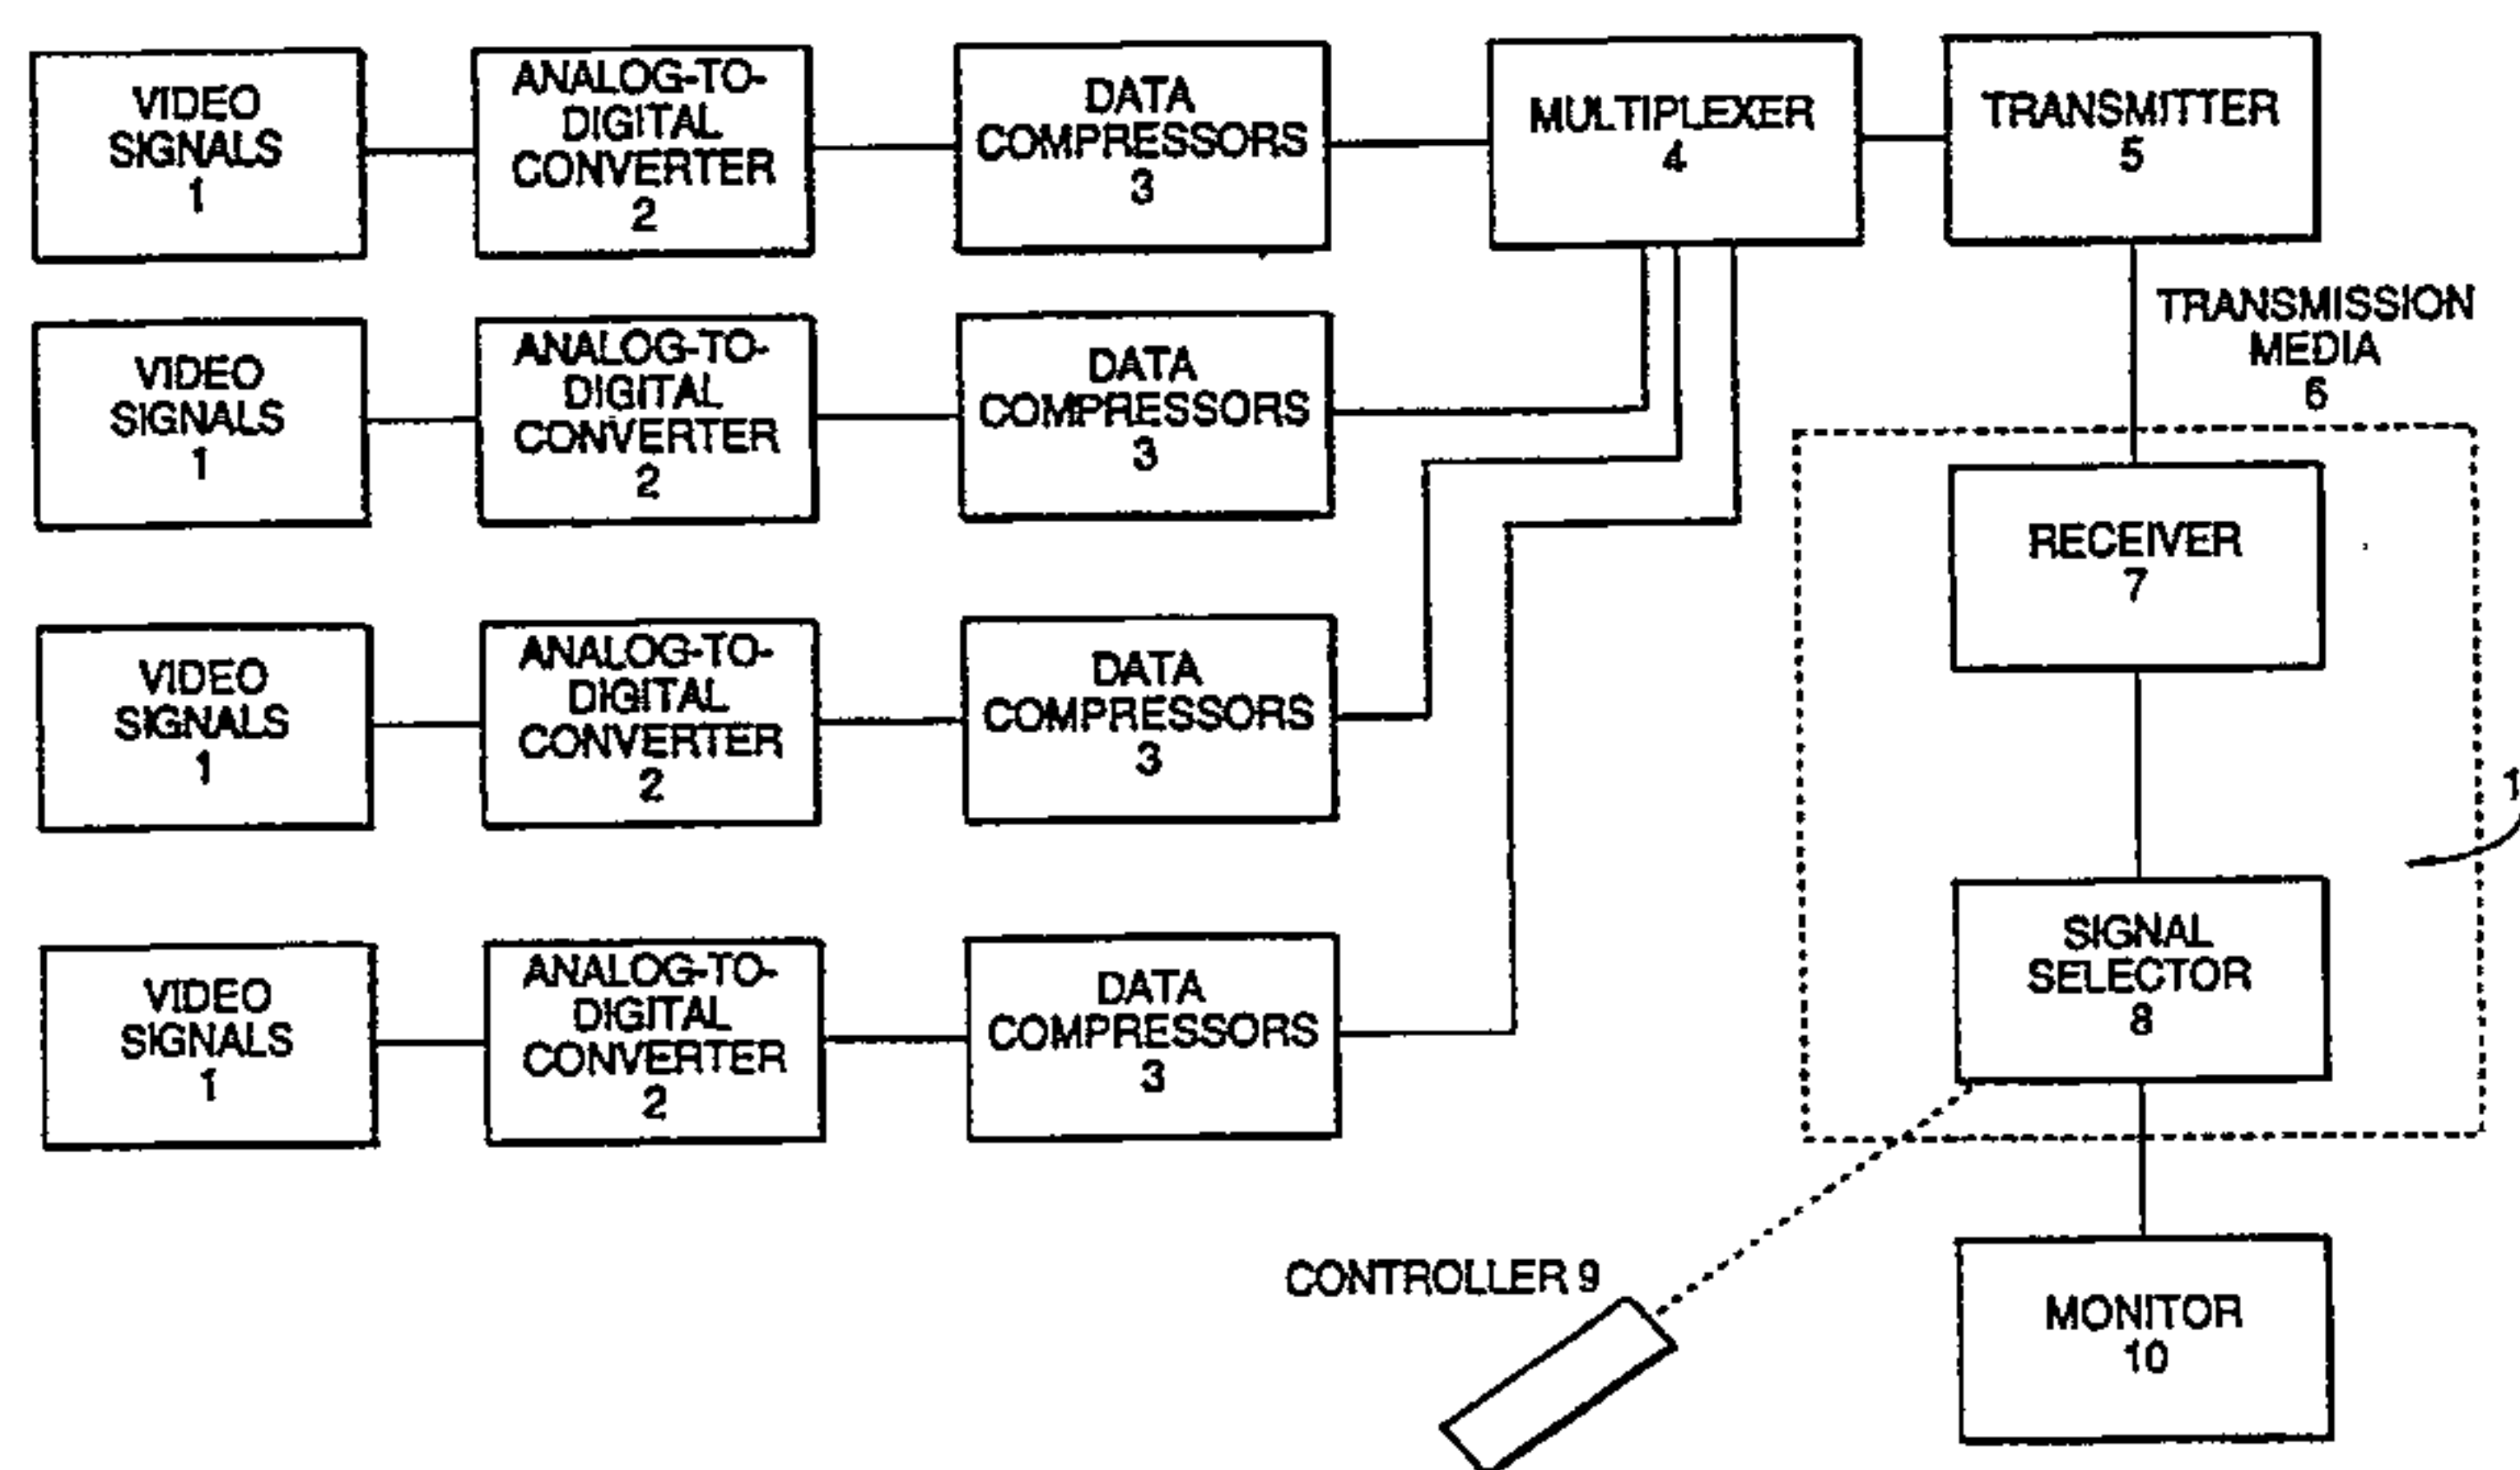 VIDEO
SIGNALS
1
ANALOG-TO-
DIGITAL
CONVERTER
2
DATA
COMPRESSORS
3
MULTIPLEXER
4
TRANSMITTER
5
TRANSMISSION
MEDIA
6
VIDEO
SIGNALS
1
ANALOG-TO-
DIGITAL
CONVERTER
2
DATA
COMPRESSORS
3
RECEIVER
7
VIDEO
SIGNALS
1
ANALOG-TO-
DIGITAL
CONVERTER
2
DATA
COMPRESSORS
3
VIDEO
SIGNALS
1
ANALOG-TO-
DIGITAL
CONVERTER
2
DATA
COMPRESSORS
3
SIGNAL
SELECTOR
8
CONTROLLER 9
MONITOR
10